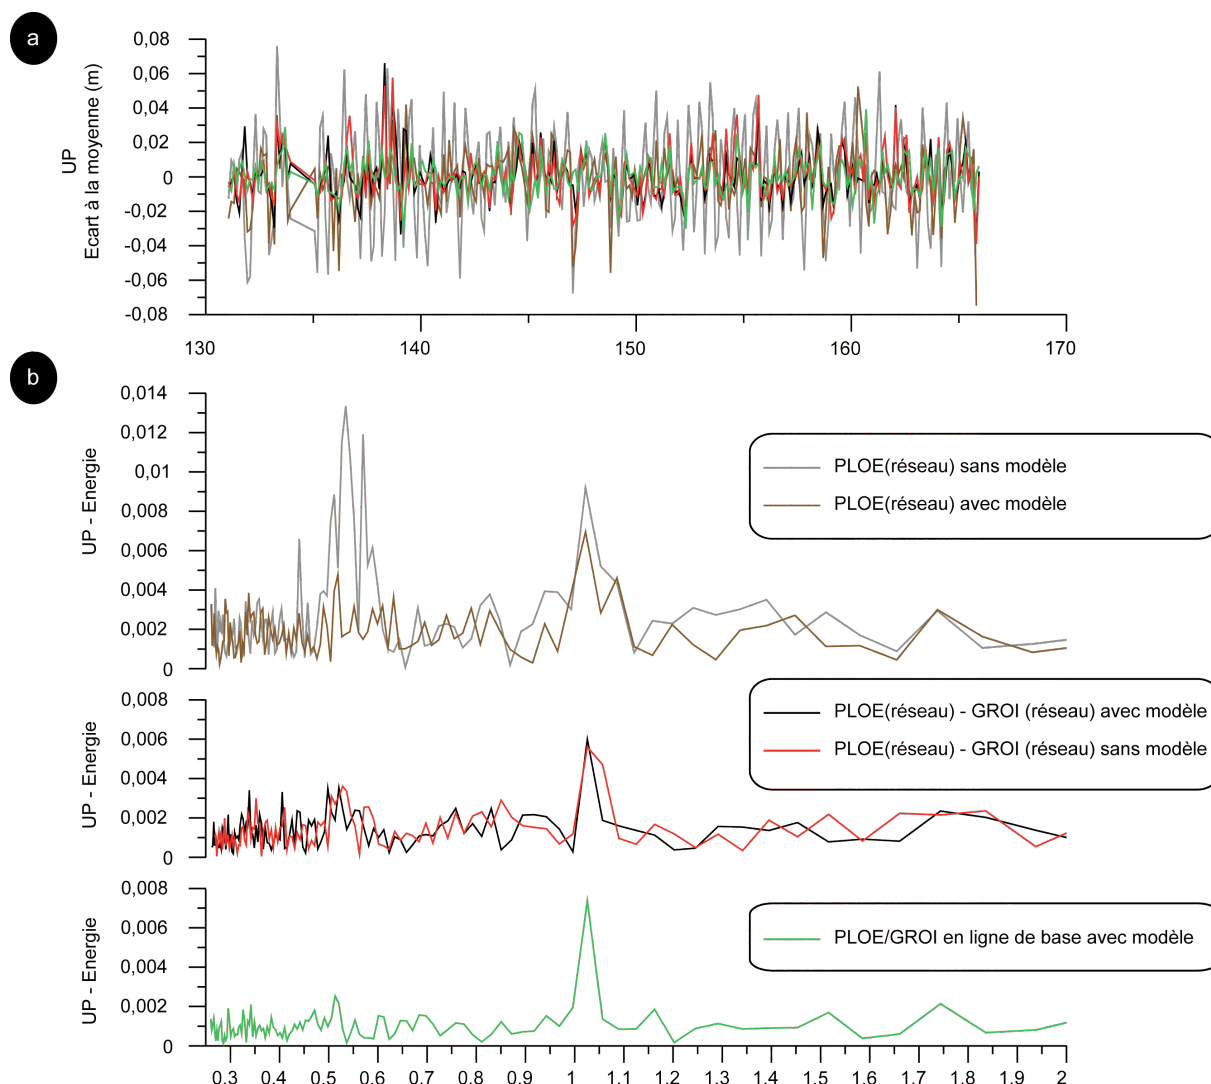 a
UP
Ecart à la moyenne (m)
0,08
0,06
0,04
0,02
0
-0,02
-0,04
-0,06
-0,08
130
140
150
160
170
b
UP - Energie
0,014
0,012
0,01
0,008
0,006
0,004
0,002
0
PLOE(réseau) sans modèle
PLOE(réseau) avec modèle
UP - Energie
0,008
0,006
0,004
0,002
0
PLOE(réseau) - GROI (réseau) avec modèle
PLOE(réseau) - GROI (réseau) sans modèle
UP - Energie
0,008
0,006
0,004
0,002
0
PLOE/GROI en ligne de base avec modèle
0.3 0.4 0.5 0.6 0.7 0.8 0.9 1 1.1 1.2 1.3 1.4 1.5 1.6 1.7 1.8 1.9 2